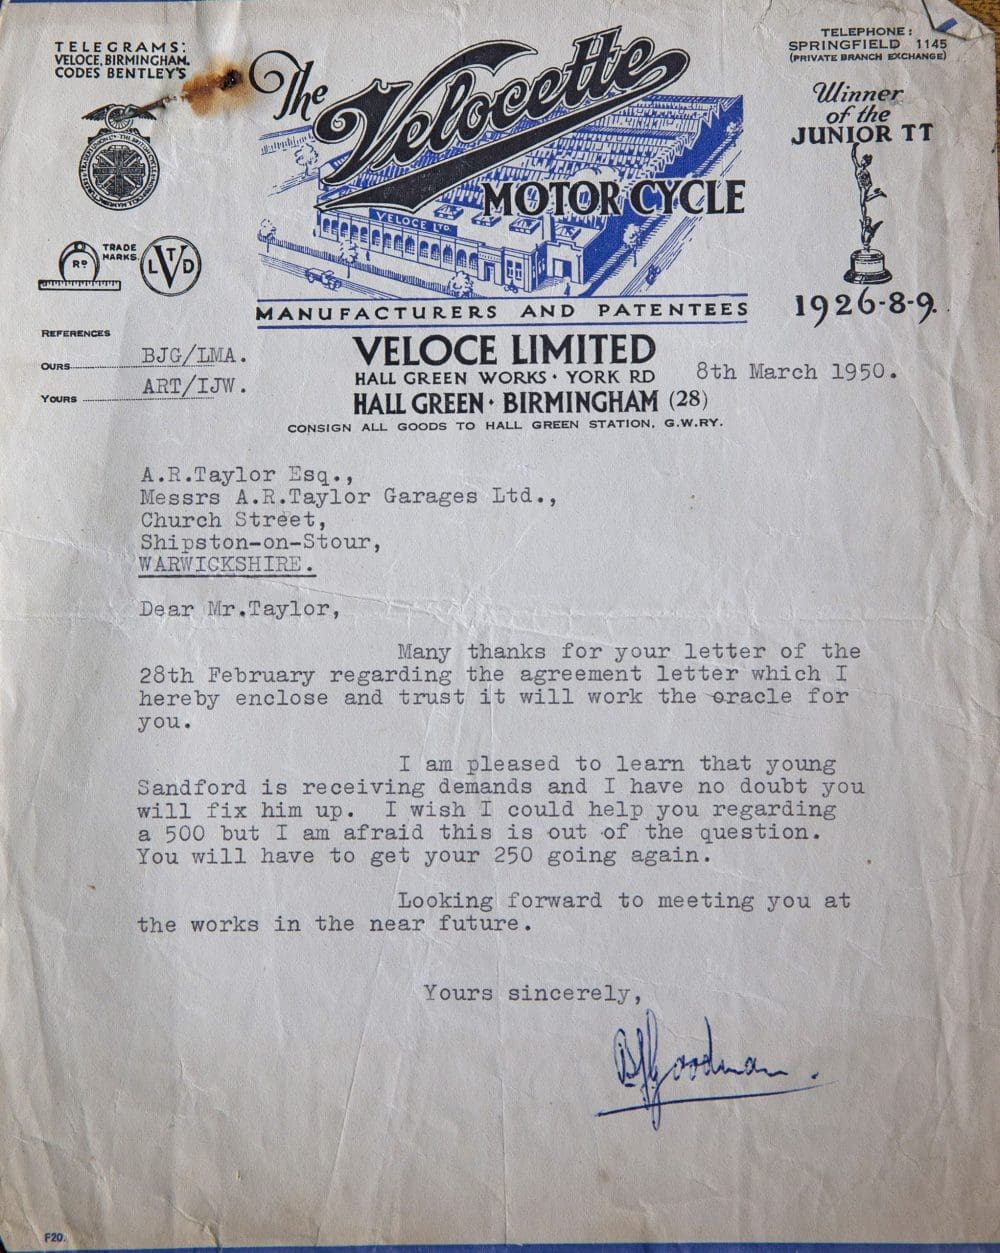 TELEGRAMS:
VELOCE, BIRMINGHAM.
CODES BENTLEY'S
The Velocette
MOTOR CYCLE
VELOCE LTD.
TELEPHONE:
SPRINGFIELD 1145
(PRIVATE BRANCH EXCHANGE)
Winner
of the
JUNIOR TT
1926-8-9.
TRADE
MARKS.
Rº
LVD
T
MANUFACTURERS AND PATENTEES
VELOCE LIMITED
HALL GREEN WORKS · YORK RD
HALL GREEN · BIRMINGHAM (28)
CONSIGN ALL GOODS TO HALL GREEN STATION, G.W.RY.
REFERENCES
OURS BJG/LMA.
YOURS ART/IJW.
8th March 1950.
A.R.Taylor Esq.,
Messrs A.R.Taylor Garages Ltd.,
Church Street,
Shipston-on-Stour,
WARWICKSHIRE.
Dear Mr.Taylor,
Many thanks for your letter of the
28th February regarding the agreement letter which I
hereby enclose and trust it will work the oracle for
you.
I am pleased to learn that young
Sandford is receiving demands and I have no doubt you
will fix him up. I wish I could help you regarding
a 500 but I am afraid this is out of the question.
You will have to get your 250 going again.
Looking forward to meeting you at
the works in the near future.
Yours sincerely,
BJGoodman.
F20.